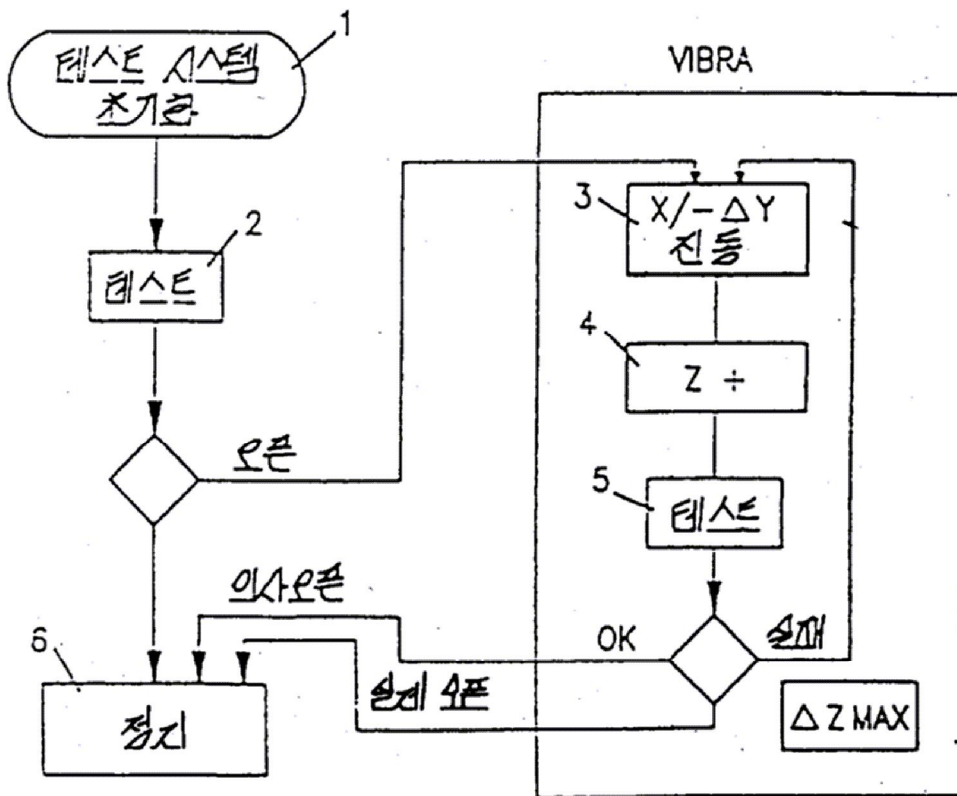 1
테스트 시스템
초기화
VIBRA
2
테스트
3
X/-△Y
진동
4
Z ÷
오픈
5
테스트
의사오픈
OK
실패
6
정지
실제 오픈
△Z MAX